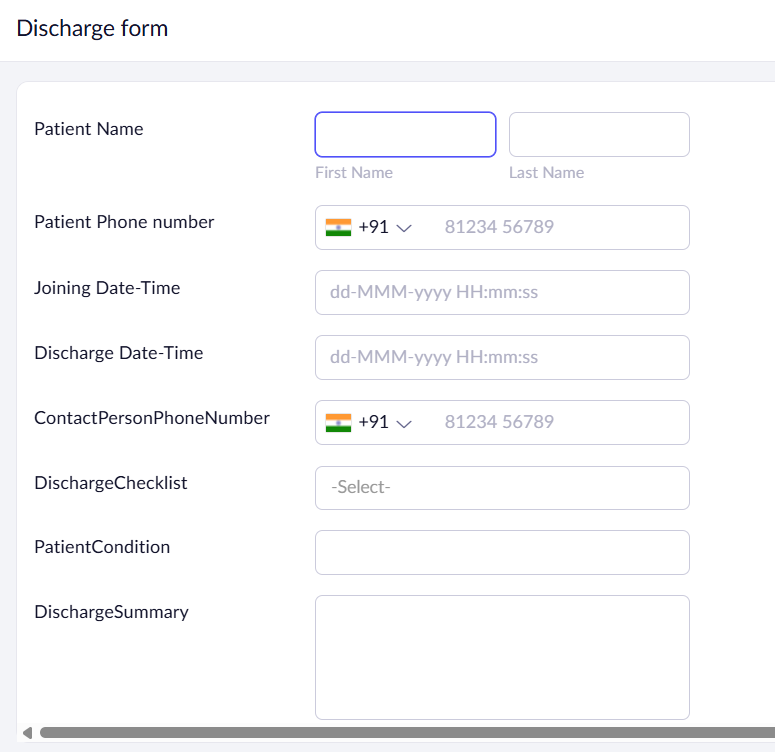 Discharge form
Patient Name
First Name Last Name
Patient Phone number +91 81234 56789
Joining Date-Time dd-MMM-yyyy HH:mm:ss
Discharge Date-Time dd-MMM-yyyy HH:mm:ss
ContactPersonPhoneNumber +91 81234 56789
DischargeChecklist -Select-
PatientCondition
DischargeSummary